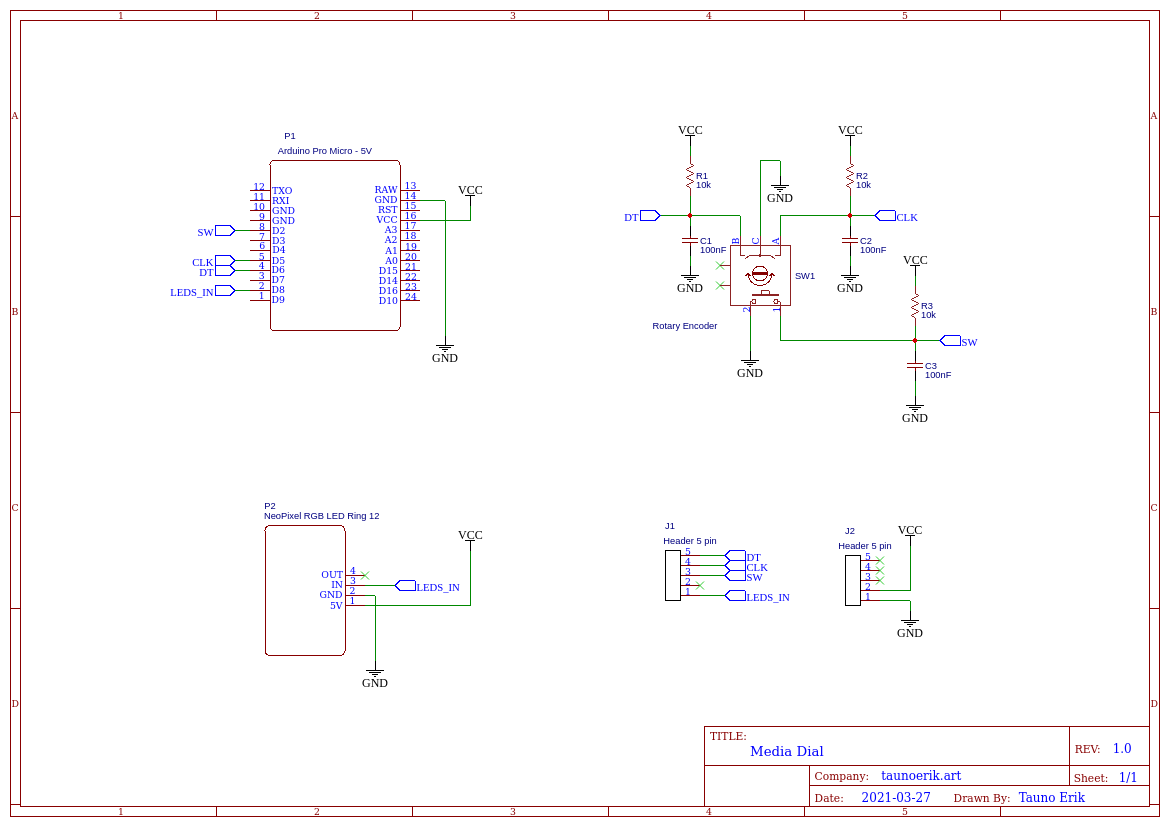 1 2 3 4 5
A A
B B
C C
D D
P1
Arduino Pro Micro - 5V
12 TXO
11 RXI
10 GND
9 GND
SW 8 D2
7 D3
6 D4
CLK 5 D5
DT 4 D6
3 D7
LEDS_IN 2 D8
1 D9
RAW 13
GND 14
RST 15
VCC 16
A3 17
A2 18
A1 19
A0 20
D15 21
D14 22
D16 23
D10 24
VCC
GND
VCC
R1
10k
DT
C1
100nF
GND
GND
VCC
R2
10k
CLK
C2
100nF
GND
B C A
SW1
2 1
Rotary Encoder
GND
VCC
R3
10k
SW
C3
100nF
GND
P2
NeoPixel RGB LED Ring 12
OUT 4
IN 3 LEDS_IN
GND 2
5V 1
VCC
GND
J1
Header 5 pin
5 DT
4 CLK
3 SW
2
1 LEDS_IN
J2
Header 5 pin
5
4
3
2
1
VCC
GND
TITLE:
Media Dial
REV: 1.0
Company: taunoerik.art
Sheet: 1/1
Date: 2021-03-27 Drawn By: Tauno Erik
1 2 3 4 5